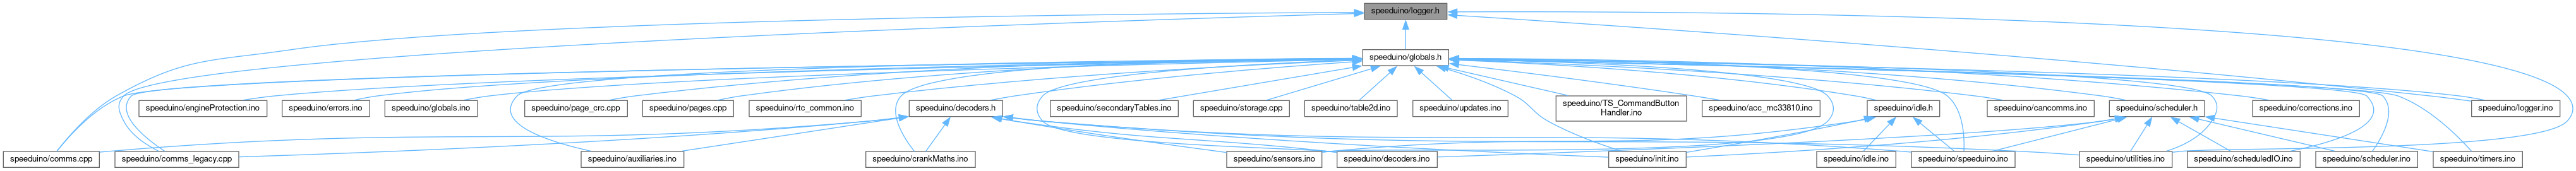 speeduino/logger.h
speeduino/globals.h
speeduino/engineProtection.ino
speeduino/errors.ino
speeduino/globals.ino
speeduino/page_crc.cpp
speeduino/pages.cpp
speeduino/rtc_common.ino
speeduino/decoders.h
speeduino/secondaryTables.ino
speeduino/storage.cpp
speeduino/table2d.ino
speeduino/updates.ino
speeduino/TS_CommandButton
Handler.ino
speeduino/acc_mc33810.ino
speeduino/idle.h
speeduino/cancomms.ino
speeduino/scheduler.h
speeduino/corrections.ino
speeduino/logger.ino
speeduino/comms.cpp
speeduino/comms_legacy.cpp
speeduino/auxiliaries.ino
speeduino/crankMaths.ino
speeduino/sensors.ino
speeduino/decoders.ino
speeduino/init.ino
speeduino/idle.ino
speeduino/speeduino.ino
speeduino/utilities.ino
speeduino/scheduledIO.ino
speeduino/scheduler.ino
speeduino/timers.ino